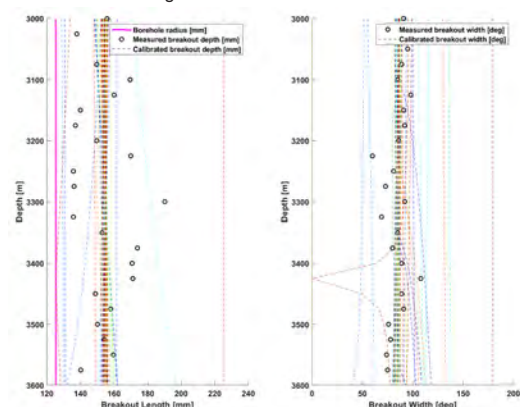 3000
3100
3200
3300
3400
3500
3600
Depth [m]
120 140 160 180 200 220 240
Breakout Length [mm]
Borehole radius [mm]
Measured breakout depth [mm]
Calibrated breakout depth [mm]
3000
3100
3200
3300
3400
3500
3600
Depth [m]
0 50 100 150 200
Breakout Width [deg]
Measured breakout width [deg]
Calibrated breakout width [deg]